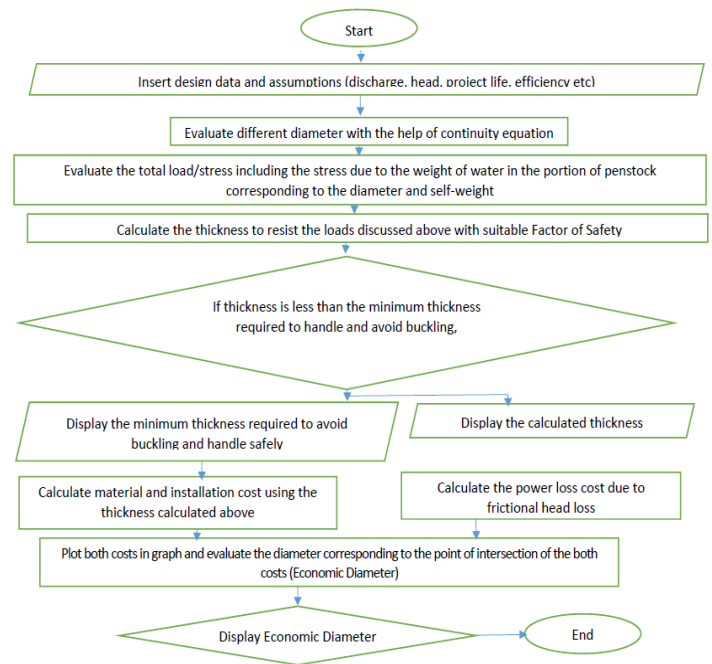 Start
Insert design data and assumptions (discharge, head, project life, efficiency etc)
Evaluate different diameter with the help of continuity equation
Evaluate the total load/stress including the stress due to the weight of water in the portion of penstock
corresponding to the diameter and self-weight
Calculate the thickness to resist the loads discussed above with suitable Factor of Safety
If thickness is less than the minimum thickness
required to handle and avoid buckling,
Display the minimum thickness required to avoid
buckling and handle safely
Display the calculated thickness
Calculate material and installation cost using the
thickness calculated above
Calculate the power loss cost due to
frictional head loss
Plot both costs in graph and evaluate the diameter corresponding to the point of intersection of the both
costs (Economic Diameter)
Display Economic Diameter
End